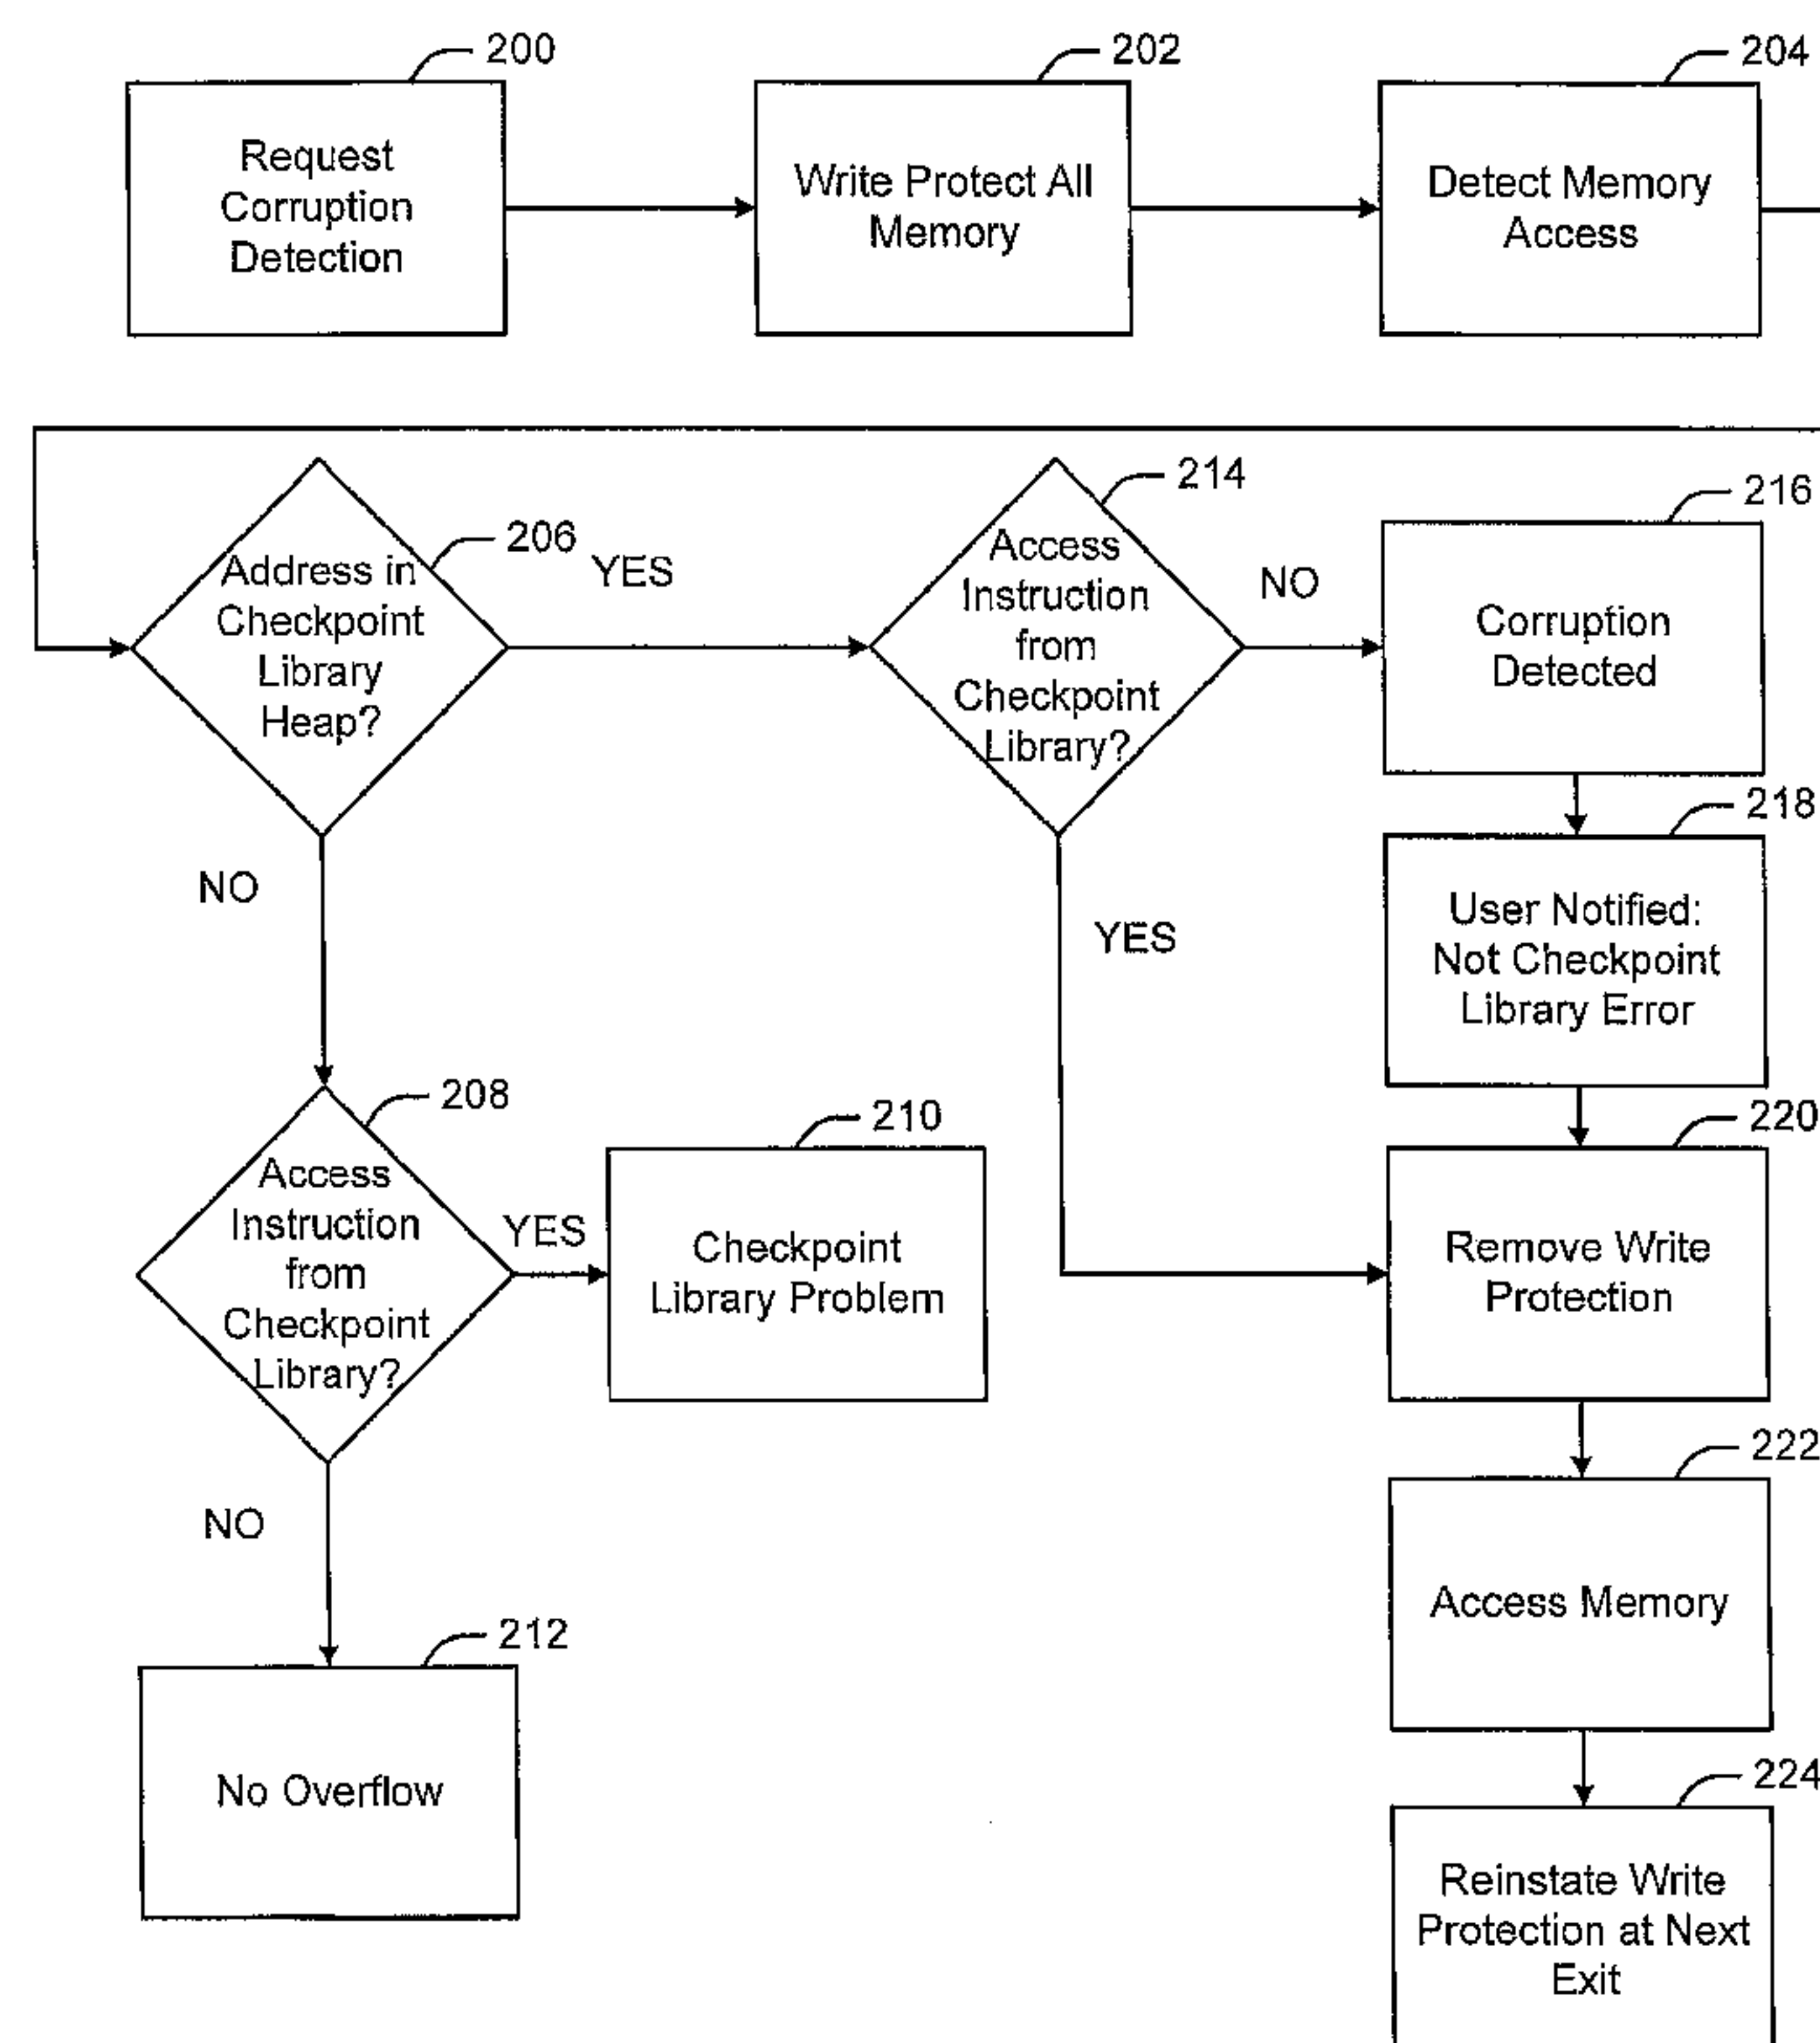 200
Request
Corruption
Detection
202
Write Protect All
Memory
204
Detect Memory
Access
206
Address in
Checkpoint
Library
Heap?
YES
214
Access
Instruction
from
Checkpoint
Library?
NO
216
Corruption
Detected
218
User Notified:
Not Checkpoint
Library Error
NO
YES
208
Access
Instruction
from
Checkpoint
Library?
YES
210
Checkpoint
Library Problem
220
Remove Write
Protection
NO
222
Access Memory
212
No Overflow
224
Reinstate Write
Protection at Next
Exit